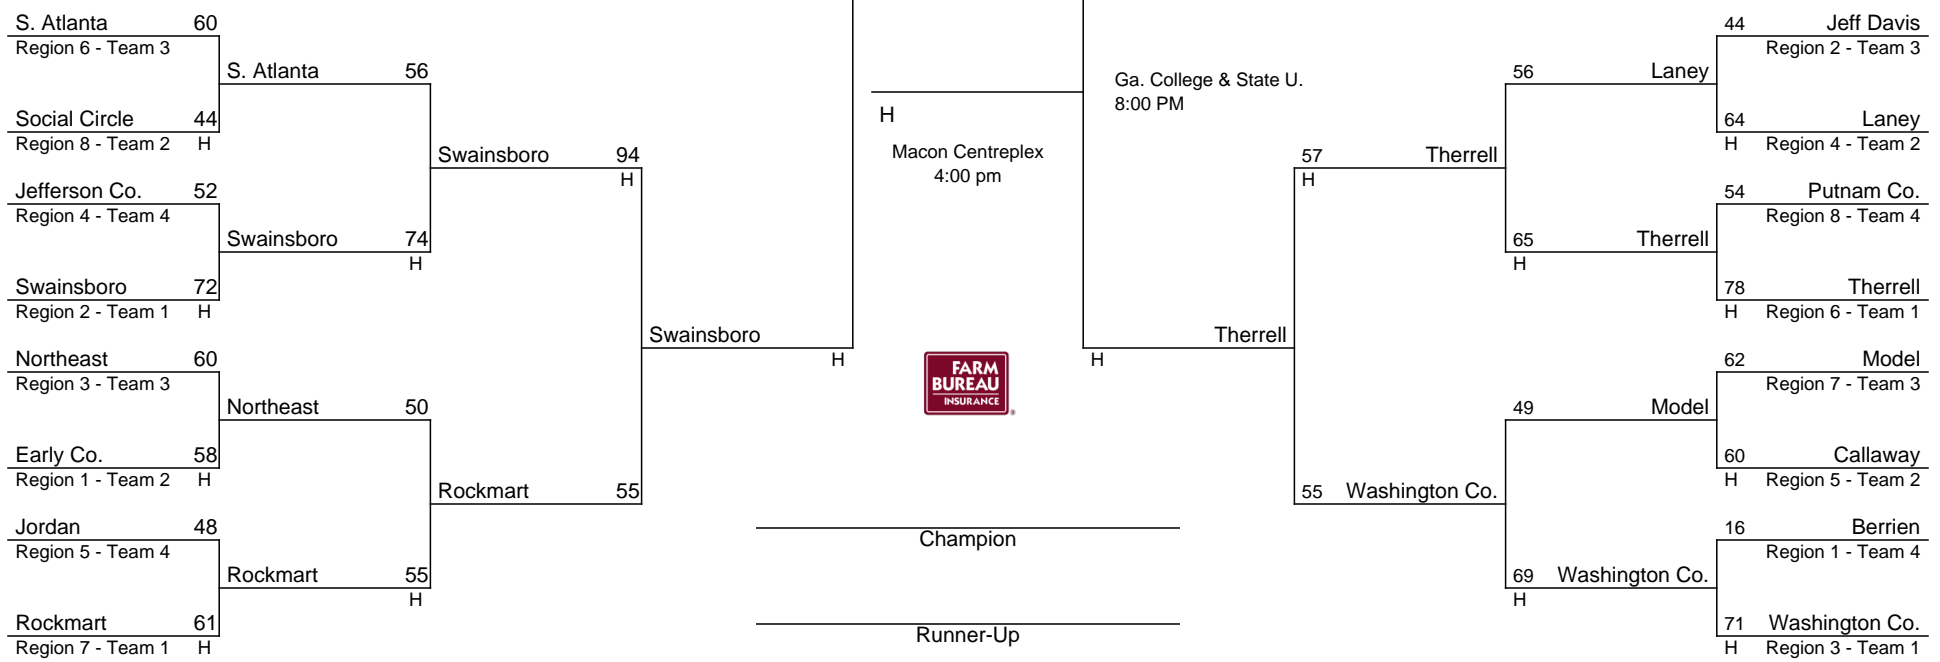 S. Atlanta 60
Region 6 - Team 3
S. Atlanta 56
Social Circle 44
Region 8 - Team 2 H
Swainsboro 94
H
Jefferson Co. 52
Region 4 - Team 4
Swainsboro 74
H
Swainsboro 72
Region 2 - Team 1 H
Swainsboro
H
Northeast 60
Region 3 - Team 3
Northeast 50
Early Co. 58
Region 1 - Team 2 H
Rockmart 55
Jordan 48
Region 5 - Team 4
Rockmart 55
H
Rockmart 61
Region 7 - Team 1 H
H
Macon Centreplex
4:00 pm
FARM
BUREAU
INSURANCE
®
Champion
Runner-Up
Ga. College & State U.
8:00 PM
44 Jeff Davis
Region 2 - Team 3
56 Laney
64 Laney
H Region 4 - Team 2
57 Therrell
H
54 Putnam Co.
Region 8 - Team 4
65 Therrell
H
78 Therrell
H Region 6 - Team 1
Therrell
H
62 Model
Region 7 - Team 3
49 Model
60 Callaway
H Region 5 - Team 2
55 Washington Co.
16 Berrien
Region 1 - Team 4
69 Washington Co.
H
71 Washington Co.
H Region 3 - Team 1